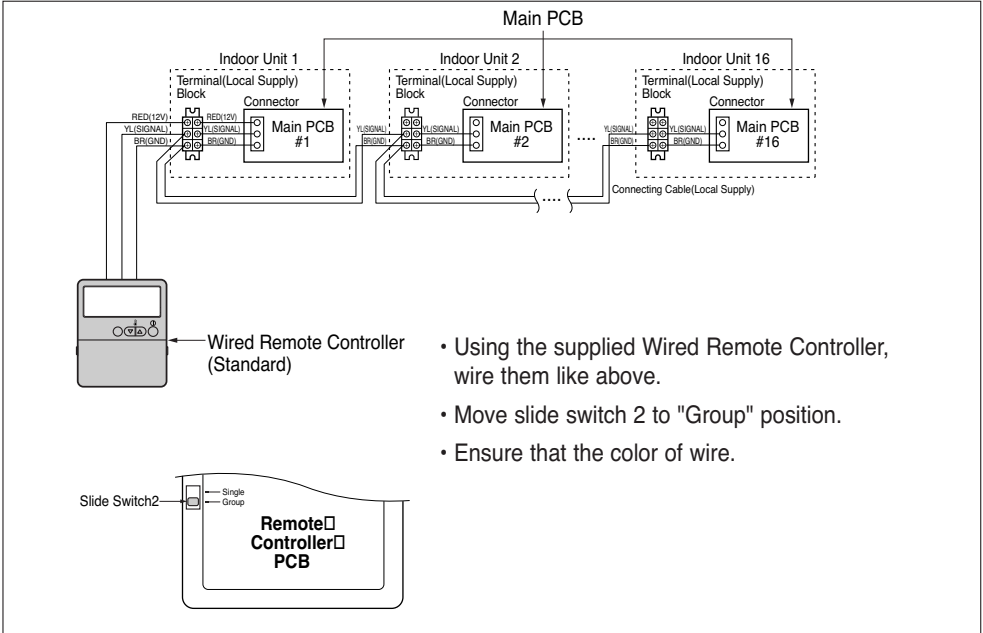 Main PCB
Indoor Unit 1
Indoor Unit 2
Indoor Unit 16
Terminal(Local Supply)
Block
Connector
Terminal(Local Supply)
Block
Connector
Terminal(Local Supply)
Block
Connector
RED(12V)
YL(SIGNAL)
BR(GND)
RED(12V)
YL(SIGNAL)
BR(GND)
Main PCB
#1
YL(SIGNAL)
BR(GND)
YL(SIGNAL)
BR(GND)
Main PCB
#2
....
YL(SIGNAL)
BR(GND)
YL(SIGNAL)
BR(GND)
Main PCB
#16
....
Connecting Cable(Local Supply)
Wired Remote Controller
(Standard)
• Using the supplied Wired Remote Controller,
wire them like above.
• Move slide switch 2 to "Group" position.
• Ensure that the color of wire.
Slide Switch2
Single
Group
Remote□
Controller□
PCB